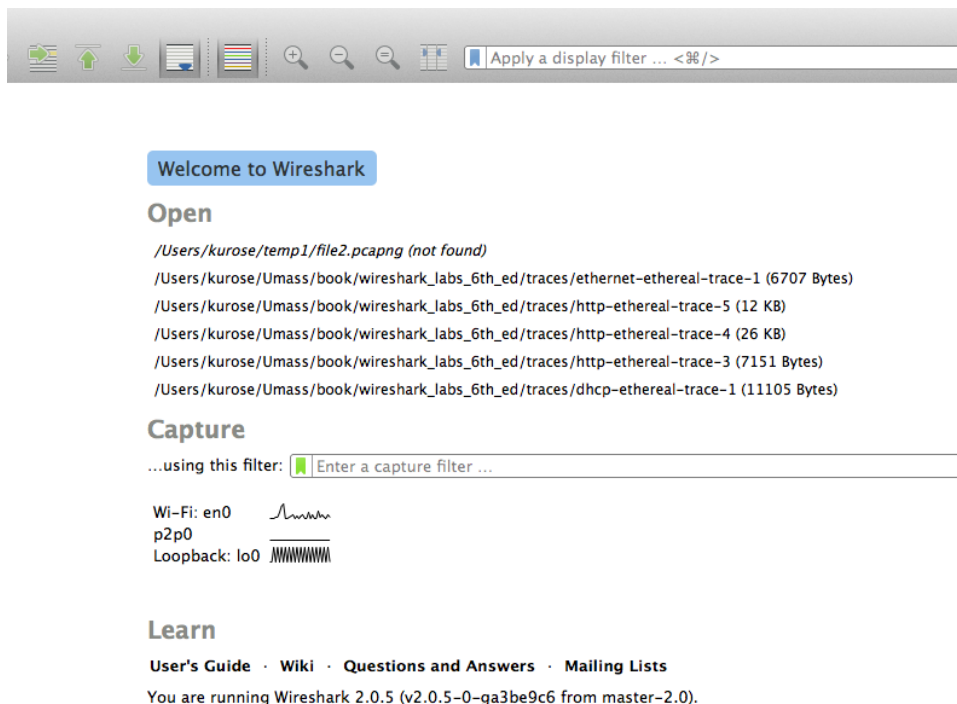 Apply a display filter ... <⌘/>
Welcome to Wireshark
Open
/Users/kurose/temp1/file2.pcapng (not found)
/Users/kurose/Umass/book/wireshark_labs_6th_ed/traces/ethernet-ethereal-trace-1 (6707 Bytes)
/Users/kurose/Umass/book/wireshark_labs_6th_ed/traces/http-ethereal-trace-5 (12 KB)
/Users/kurose/Umass/book/wireshark_labs_6th_ed/traces/http-ethereal-trace-4 (26 KB)
/Users/kurose/Umass/book/wireshark_labs_6th_ed/traces/http-ethereal-trace-3 (7151 Bytes)
/Users/kurose/Umass/book/wireshark_labs_6th_ed/traces/dhcp-ethereal-trace-1 (11105 Bytes)
Capture
...using this filter: Enter a capture filter ...
Wi-Fi: en0
p2p0
Loopback: lo0
Learn
User's Guide · Wiki · Questions and Answers · Mailing Lists
You are running Wireshark 2.0.5 (v2.0.5-0-ga3be9c6 from master-2.0).